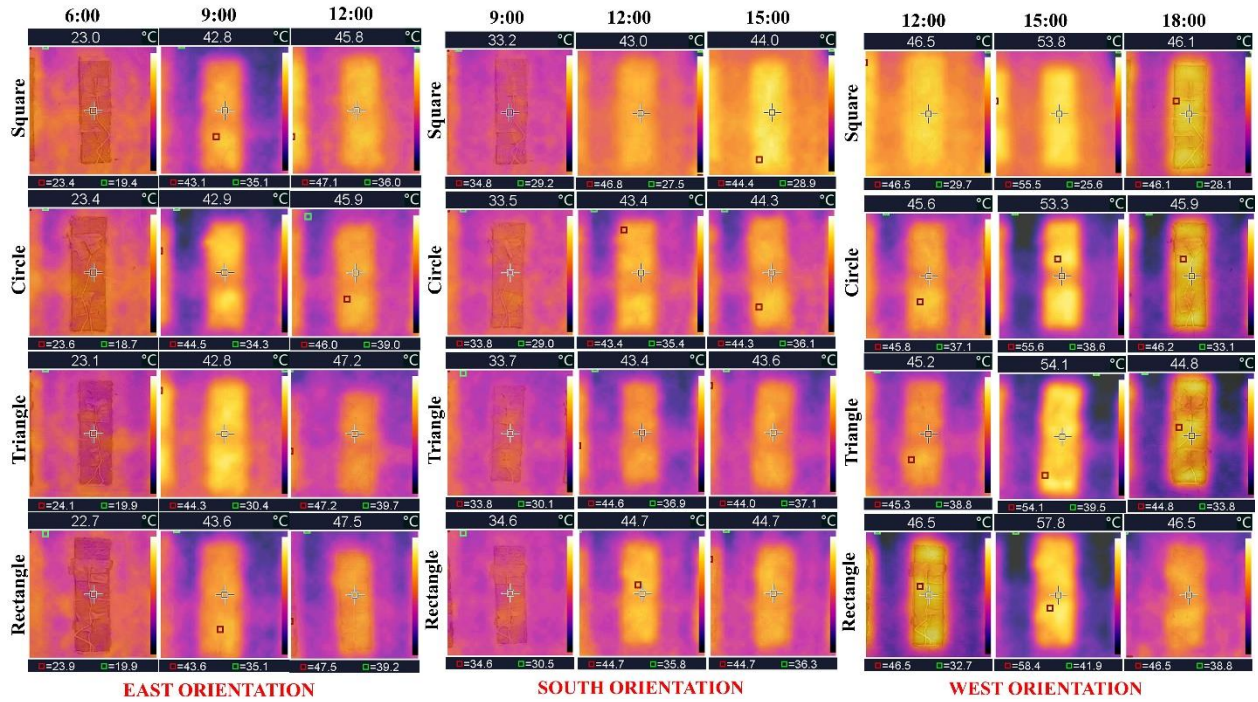 6:00 9:00 12:00 9:00 12:00 15:00 12:00 15:00 18:00
23.0 °C 42.8 °C 45.8 °C 33.2 °C 43.0 °C 44.0 °C 46.5 °C 53.8 °C 46.1 °C
Square Square Square
=23.4 =19.4 =43.1 =35.1 =47.1 =36.0 =34.8 =29.2 =46.8 =27.5 =44.4 =28.9 =46.5 =29.7 =55.5 =25.6 =46.1 =28.1
23.4 °C 42.9 °C 45.9 °C 33.5 °C 43.4 °C 44.3 °C 45.6 °C 53.3 °C 45.9 °C
Circle Circle Circle
=23.6 =18.7 =44.5 =34.3 =46.0 =39.0 =33.8 =29.0 =43.4 =35.4 =44.3 =36.1 =45.8 =37.1 =55.6 =38.6 =46.2 =33.1
23.1 °C 42.8 °C 47.2 °C 33.7 °C 43.4 °C 43.6 °C 45.2 °C 54.1 °C 44.8 °C
Triangle Triangle Triangle
=24.1 =19.9 =44.3 =30.4 =47.2 =39.7 =33.8 =30.1 =44.6 =36.9 =44.0 =37.1 =45.3 =38.8 =54.1 =39.5 =44.8 =33.8
22.7 °C 43.6 °C 47.5 °C 34.6 °C 44.7 °C 44.7 °C 46.5 °C 57.8 °C 46.5 °C
Rectangle Rectangle Rectangle
=23.9 =19.9 =43.6 =35.1 =47.5 =39.2 =34.6 =30.5 =44.7 =35.8 =44.7 =36.3 =46.5 =32.7 =58.4 =41.9 =46.5 =38.8
EAST ORIENTATION SOUTH ORIENTATION WEST ORIENTATION